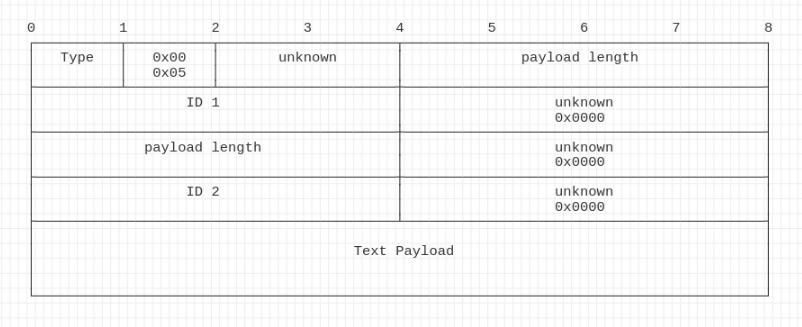 0 1 2 3 4 5 6 7 8
Type 0x00 unknown payload length
0x05
ID 1 unknown
0x0000
payload length unknown
0x0000
ID 2 unknown
0x0000
Text Payload